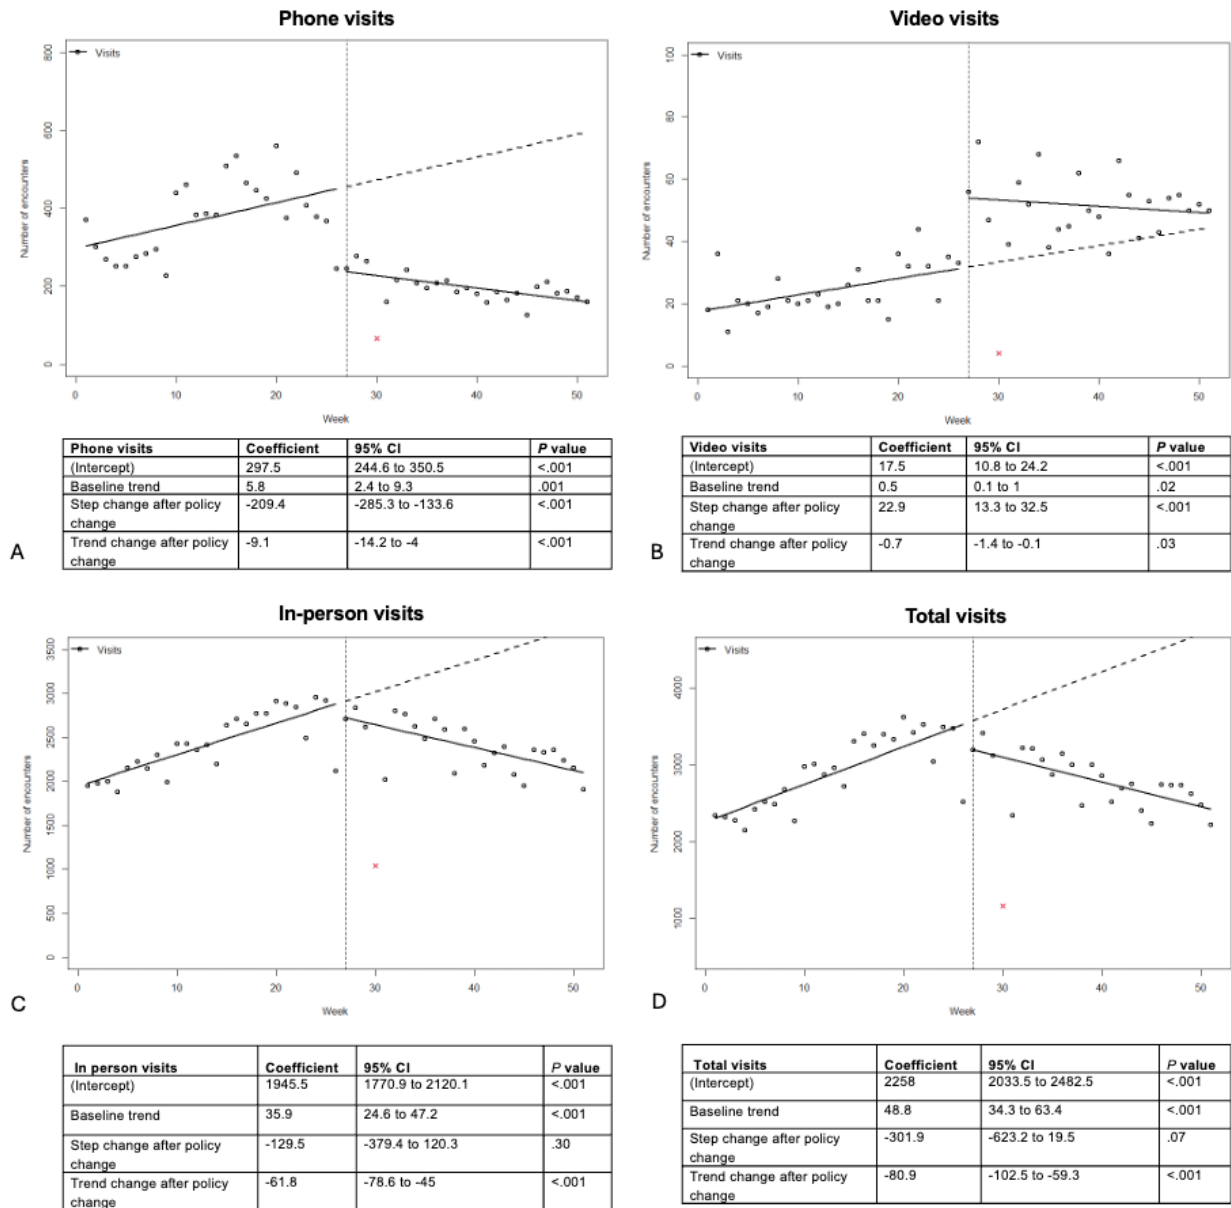 Phone visits
Visits
Number of encounters
800
600
400
200
0
0 10 20 30 40 50
Week
Phone visits Coefficient 95% CI P value
(Intercept) 297.5 244.6 to 350.5 <.001
Baseline trend 5.8 2.4 to 9.3 .001
Step change after policy -209.4 -285.3 to -133.6 <.001
change
Trend change after policy -9.1 -14.2 to -4 <.001
change
A
Video visits
Visits
Number of encounters
100
80
60
40
20
0
0 10 20 30 40 50
Week
Video visits Coefficient 95% CI P value
(Intercept) 17.5 10.8 to 24.2 <.001
Baseline trend 0.5 0.1 to 1 .02
Step change after policy 22.9 13.3 to 32.5 <.001
change
Trend change after policy -0.7 -1.4 to -0.1 .03
change
B
In-person visits
Visits
Number of encounters
3500
3000
2500
2000
1500
1000
500
0
0 10 20 30 40 50
Week
C
In person visits Coefficient 95% CI P value
(Intercept) 1945.5 1770.9 to 2120.1 <.001
Baseline trend 35.9 24.6 to 47.2 <.001
Step change after policy -129.5 -379.4 to 120.3 .30
change
Trend change after policy -61.8 -78.6 to -45 <.001
change
Total visits
Visits
Number of encounters
4000
3000
2000
1000
0 10 20 30 40 50
Week
D
Total visits Coefficient 95% CI P value
(Intercept) 2258 2033.5 to 2482.5 <.001
Baseline trend 48.8 34.3 to 63.4 <.001
Step change after policy -301.9 -623.2 to 19.5 .07
change
Trend change after policy -80.9 -102.5 to -59.3 <.001
change